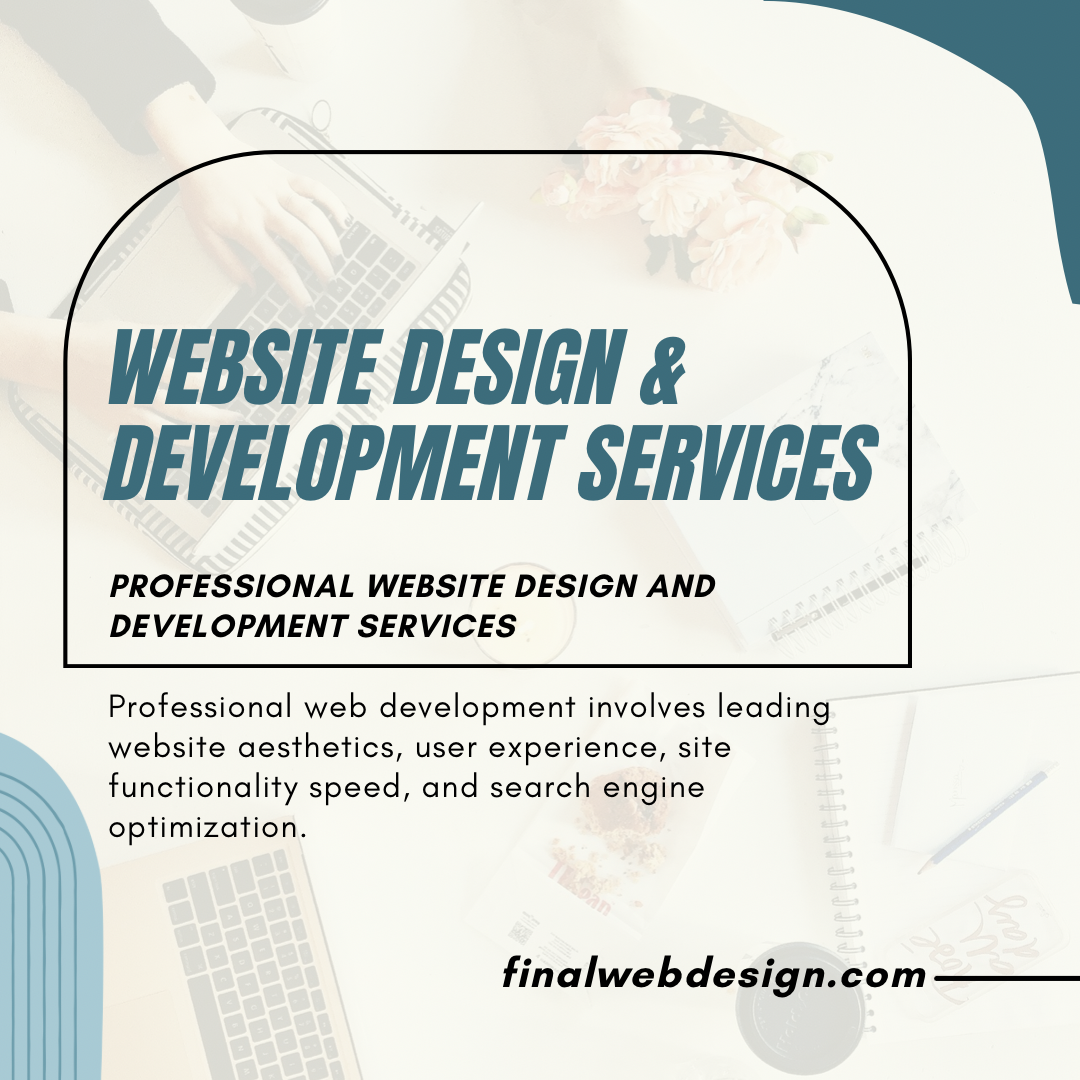 WEBSITE DESIGN &
DEVELOPMENT SERVICES
PROFESSIONAL WEBSITE DESIGN AND
DEVELOPMENT SERVICES
Professional web development involves leading
website aesthetics, user experience, site
functionality speed, and search engine
optimization.
finalwebdesign.com